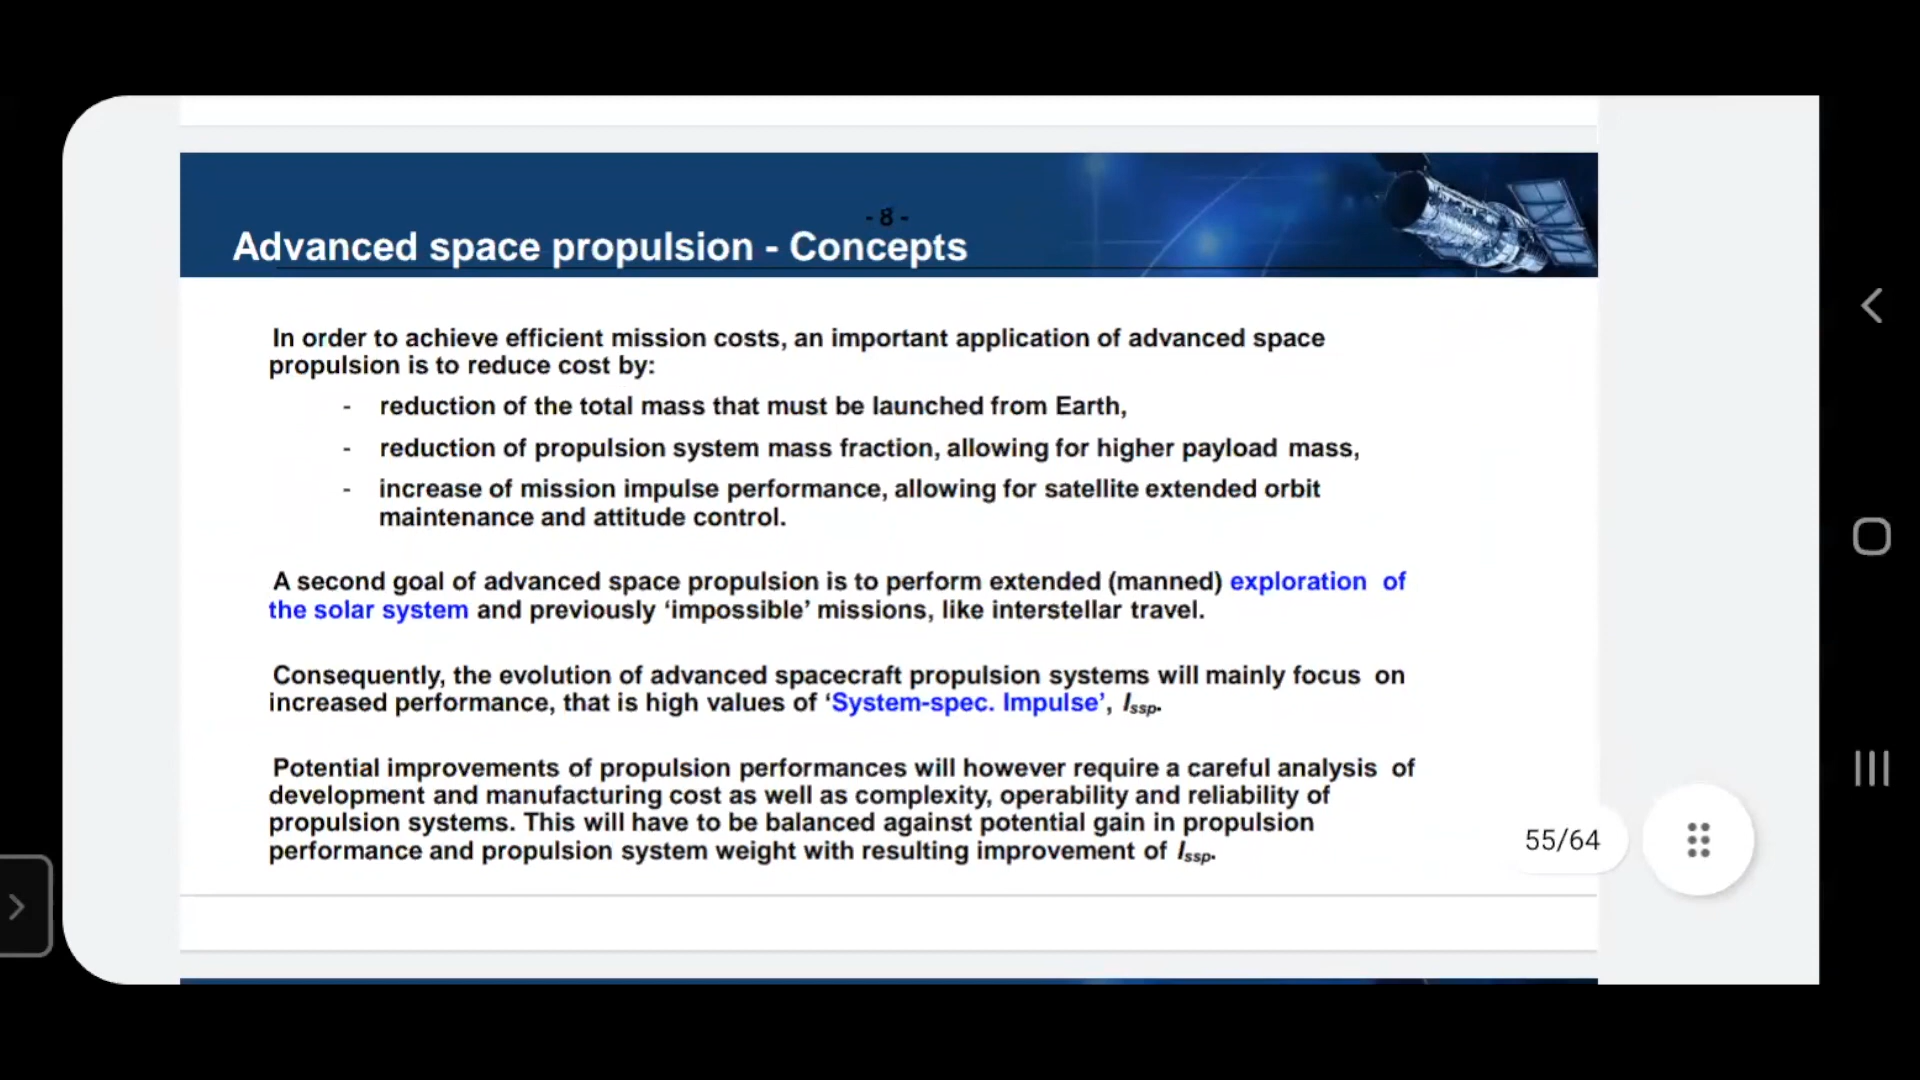 - 8 -
Advanced space propulsion - Concepts
In order to achieve efficient mission costs, an important application of advanced space
propulsion is to reduce cost by:
- reduction of the total mass that must be launched from Earth,
- reduction of propulsion system mass fraction, allowing for higher payload mass,
- increase of mission impulse performance, allowing for satellite extended orbit
maintenance and attitude control.
A second goal of advanced space propulsion is to perform extended (manned) exploration of
the solar system and previously ‘impossible’ missions, like interstellar travel.
Consequently, the evolution of advanced spacecraft propulsion systems will mainly focus on
increased performance, that is high values of ‘System-spec. Impulse’, Issp.
Potential improvements of propulsion performances will however require a careful analysis of
development and manufacturing cost as well as complexity, operability and reliability of
propulsion systems. This will have to be balanced against potential gain in propulsion
performance and propulsion system weight with resulting improvement of Issp.
55/64